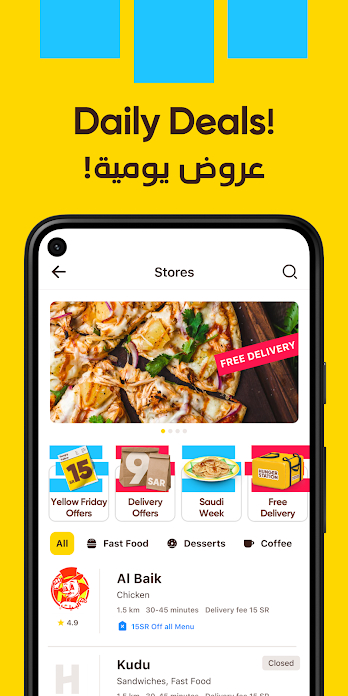 Daily Deals!
عروض يومية!
Stores
FREE DELIVERY
15
9
SAR
HUNGER
STATION
Yellow Friday
Offers
Delivery
Offers
Saudi
Week
Free
Delivery
All
Fast Food
Desserts
Coffee
Al Baik
Chicken
4.9
1.5 km 30-45 minutes Delivery fee 15 SR
15SR Off all Menu
H
Kudu
Closed
Sandwiches, Fast Food